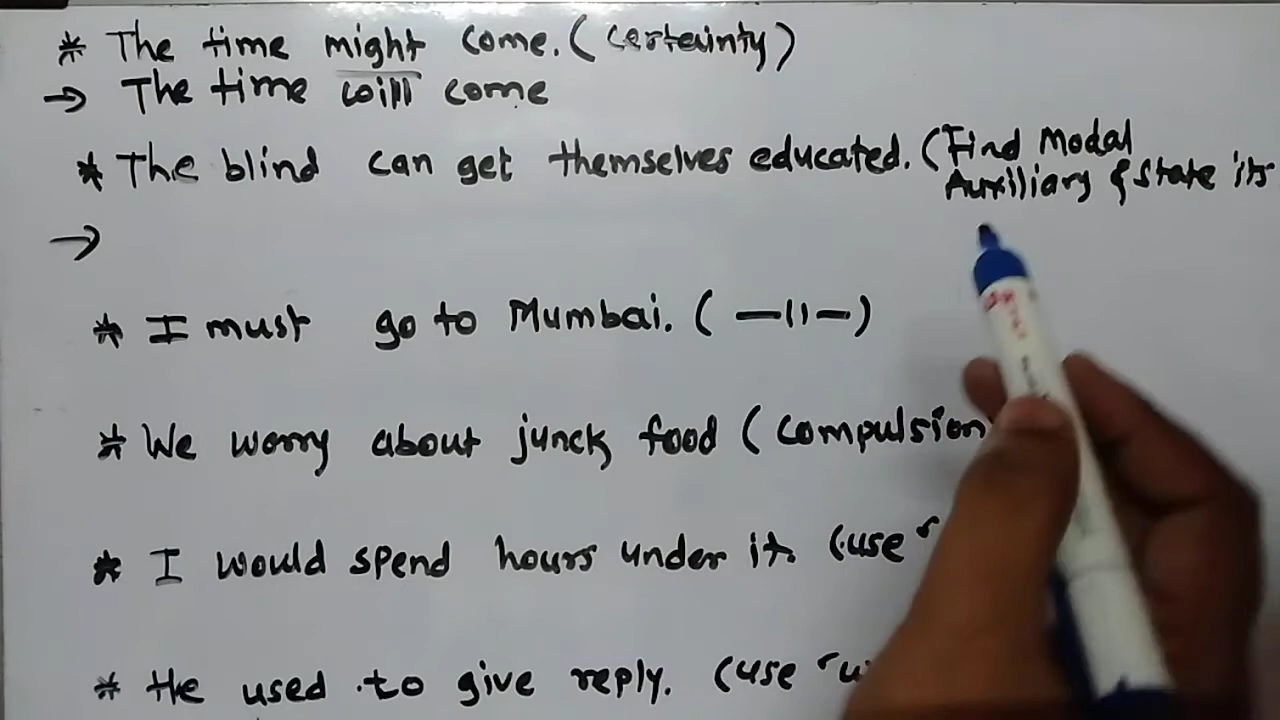 * The time might come. (certainty)
→ The time will come
* The blind can get themselves educated. (Find Modal
Auxiliary & state its
→
* I must go to Mumbai. ( —11—)
* We worry about junck food (compulsion
* I would spend hours under it. (use "
* He used to give reply. (use "